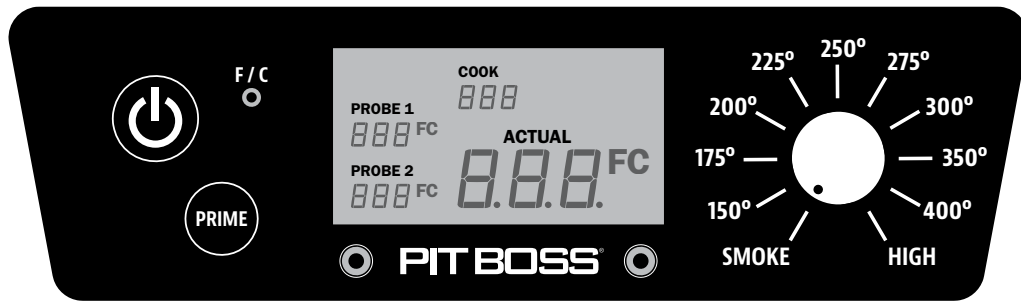 F / C
PRIME
COOK
888
PROBE 1
888 FC
PROBE 2
888 FC
ACTUAL
8.8.8. FC
PIT BOSS®
SMOKE
150º
175º
200º
225º
250º
275º
300º
350º
400º
HIGH